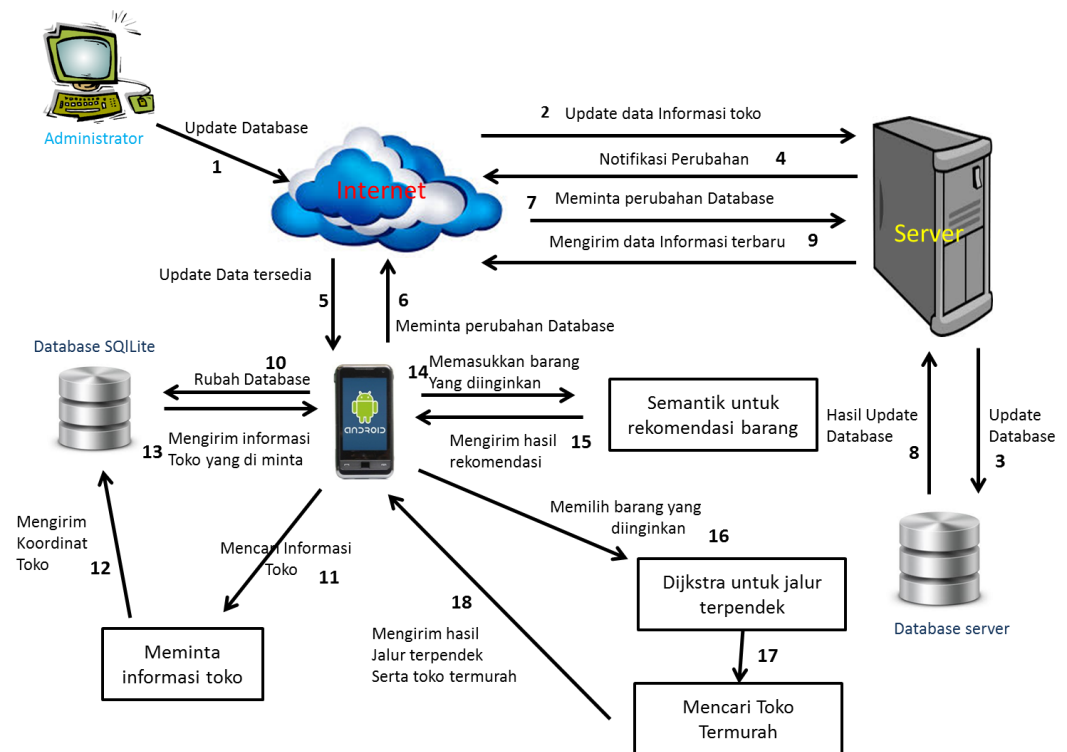 Administrator
Update Database
1
Internet
2
Update data Informasi toko
Notifikasi Perubahan
4
7
Meminta perubahan Database
Mengirim data Informasi terbaru
9
Server
Update Data tersedia
5
6
Meminta perubahan Database
Database SQlLite
10
Rubah Database
13
Mengirim informasi
Toko yang di minta
ANDROID
14
Memasukkan barang
Yang diinginkan
Mengirim hasil
rekomendasi
15
Semantik untuk
rekomendasi barang
Hasil Update
Database
8
Update
Database
3
Database server
Mengirim
Koordinat
Toko
12
Mencari Informasi
Toko
11
Meminta
informasi toko
Memilih barang yang
diinginkan
16
Dijkstra untuk jalur
terpendek
17
Mencari Toko
Termurah
18
Mengirim hasil
Jalur terpendek
Serta toko termurah